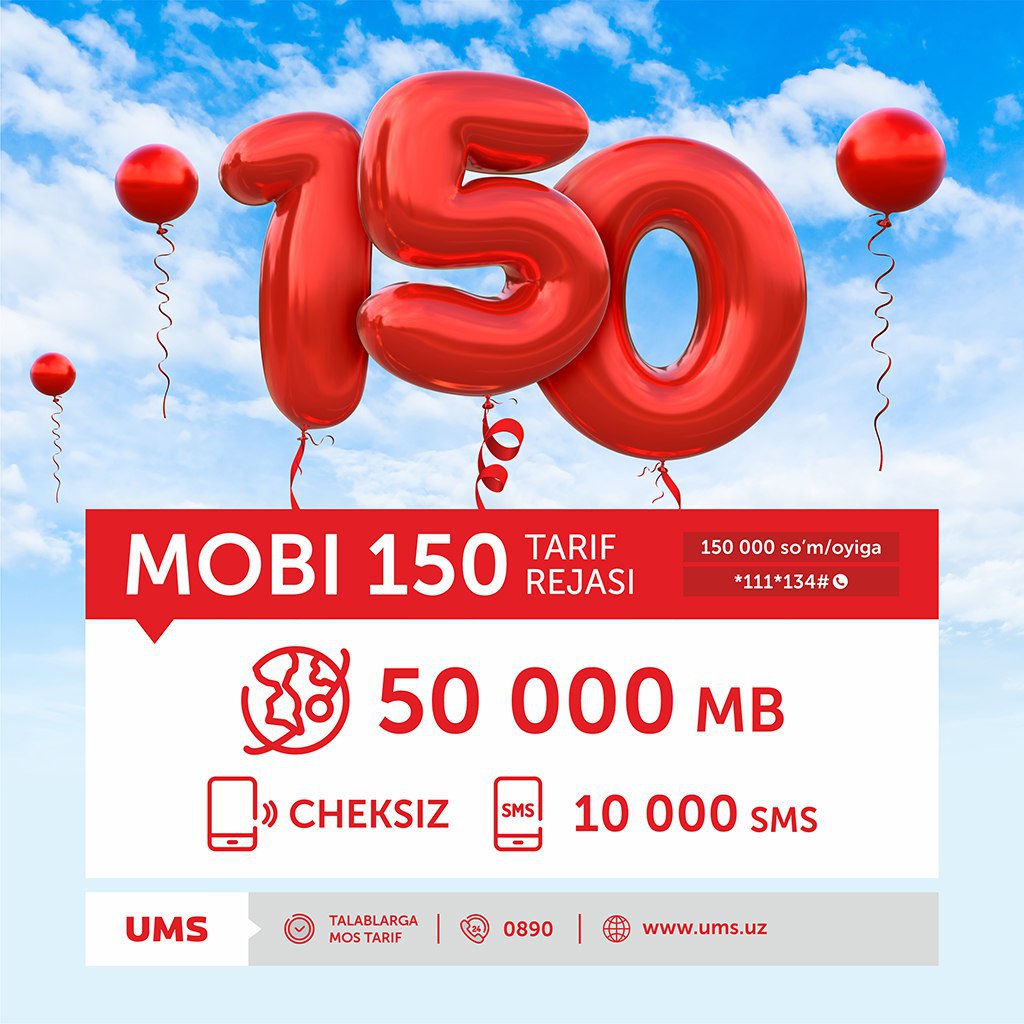 150
MOBI 150
TARIF
REJASI
150 000 so’m/oyiga
*111*134#
50 000 MB
CHEKSIZ
SMS
10 000 SMS
UMS
TALABLARGA
MOS TARIF
24
0890
www.ums.uz